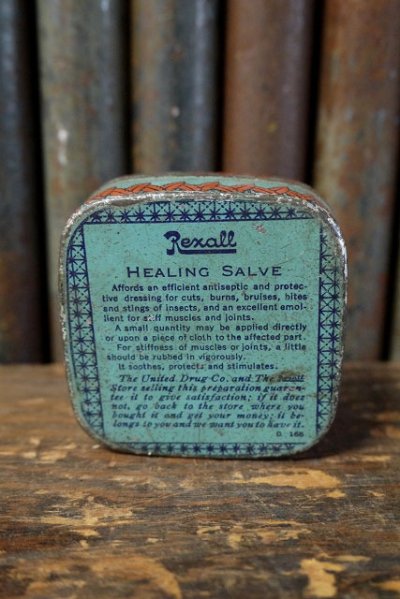 Rexall
HEALING SALVE
Affords an efficient antiseptic and protec-
tive dressing for cuts, burns, bruises, bites
and stings of insects, and an excellent emol-
lient for stiff muscles and joints.
A small quantity may be applied directly
or upon a piece of cloth to the affected part.
For stiffness of muscles or joints, a little
should be rubbed in vigorously.
It soothes, protects and stimulates.
The United Drug Co. and The Rexall
Store selling this preparation guaran-
tee it to give satisfaction; if it does
not, go back to the store where you
bought it and get your money; it be-
longs to you and we want you to have it.